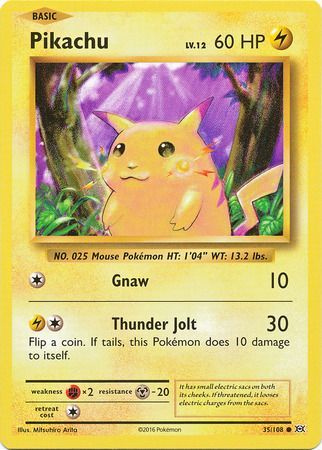 BASIC
Pikachu LV.12 60 HP
NO. 025 Mouse Pokémon HT: 1'04" WT: 13.2 lbs.
Gnaw 10
Thunder Jolt 30
Flip a coin. If tails, this Pokémon does 10 damage
to itself.
weakness ×2 resistance -20
retreat
cost
It has small electric sacs on both
its cheeks. If threatened, it looses
electric charges from the sacs.
Illus. Mitsuhiro Arita ©2016 Pokémon 35/108